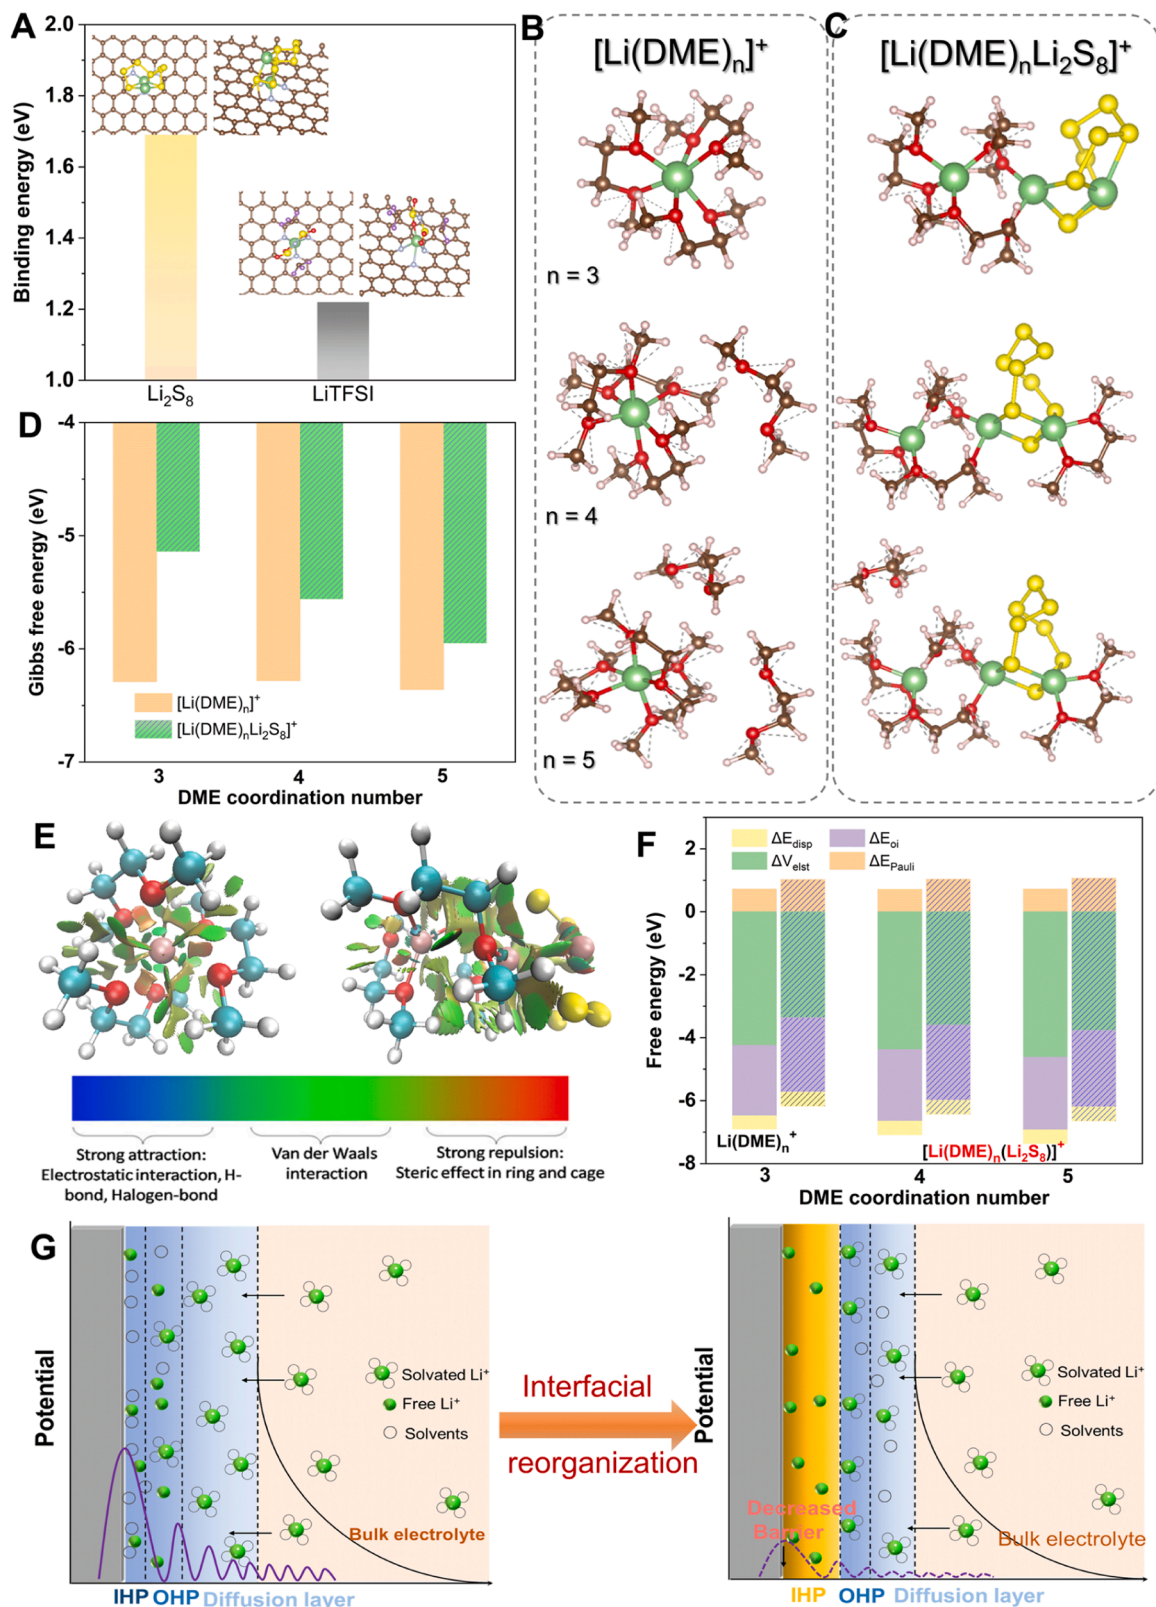 A
Binding energy (eV)
2.0
1.8
1.6
1.4
1.2
1.0
Li₂S₈
LiTFSI
B
[Li(DME)ₙ]⁺
n = 3
n = 4
n = 5
C
[Li(DME)ₙLi₂S₈]⁺
D
Gibbs free energy (eV)
-4
-5
-6
-7
[Li(DME)ₙ]⁺
[Li(DME)ₙLi₂S₈]⁺
3
4
5
DME coordination number
E
Strong attraction:
Electrostatic interaction, H-
bond, Halogen-bond
Van der Waals
interaction
Strong repulsion:
Steric effect in ring and cage
F
Free energy (eV)
2
0
-2
-4
-6
-8
ΔE_disp
ΔE_oi
ΔV_elst
ΔE_Pauli
Li(DME)ₙ⁺
[Li(DME)ₙ(Li₂S₈)]⁺
3
4
5
DME coordination number
G
Potential
Solvated Li⁺
Free Li⁺
Solvents
Bulk electrolyte
IHP
OHP
Diffusion layer
Interfacial
reorganization
Potential
Solvated Li⁺
Free Li⁺
Solvents
Decreased
Barrier
Bulk electrolyte
IHP
OHP
Diffusion layer